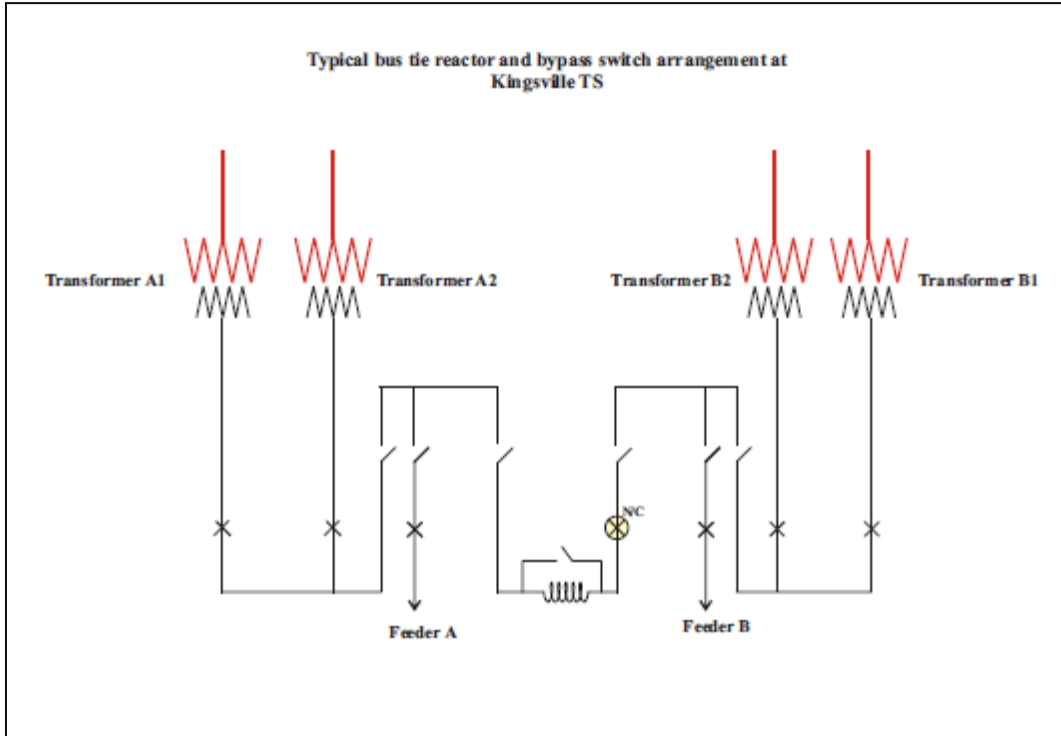 Typical bus tie reactor and bypass switch arrangement at
Kingsville TS
Transformer A1
Transformer A2
Transformer B2
Transformer B1
N/C
Feeder A
Feeder B